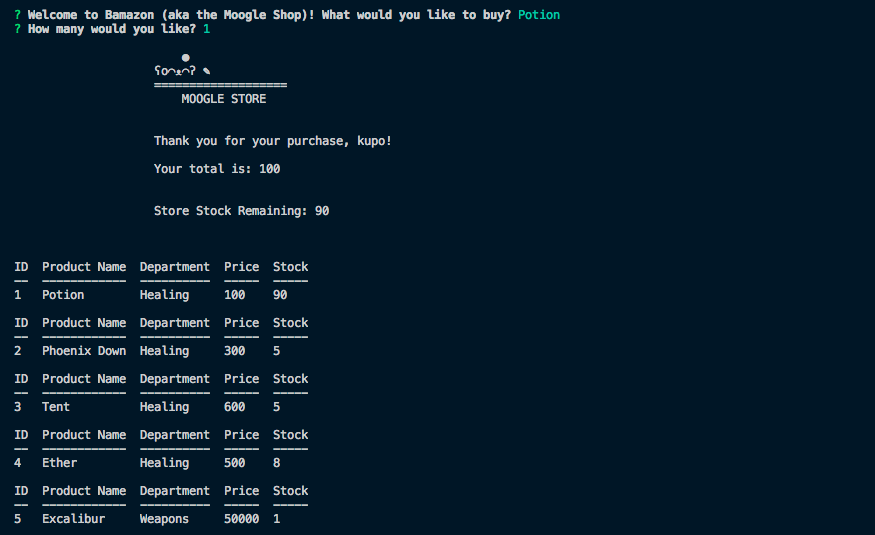 ? Welcome to Bamazon (aka the Moogle Shop)! What would you like to buy? Potion
? How many would you like? 1
●
ʕo⌒ᴥ⌒ʔ ✎
===================
MOOGLE STORE
Thank you for your purchase, kupo!
Your total is: 100
Store Stock Remaining: 90
ID  Product Name  Department  Price  Stock
--  ------------  ----------  -----  -----
1   Potion        Healing     100    90
ID  Product Name  Department  Price  Stock
--  ------------  ----------  -----  -----
2   Phoenix Down  Healing     300    5
ID  Product Name  Department  Price  Stock
--  ------------  ----------  -----  -----
3   Tent          Healing     600    5
ID  Product Name  Department  Price  Stock
--  ------------  ----------  -----  -----
4   Ether         Healing     500    8
ID  Product Name  Department  Price  Stock
--  ------------  ----------  -----  -----
5   Excalibur     Weapons     50000  1